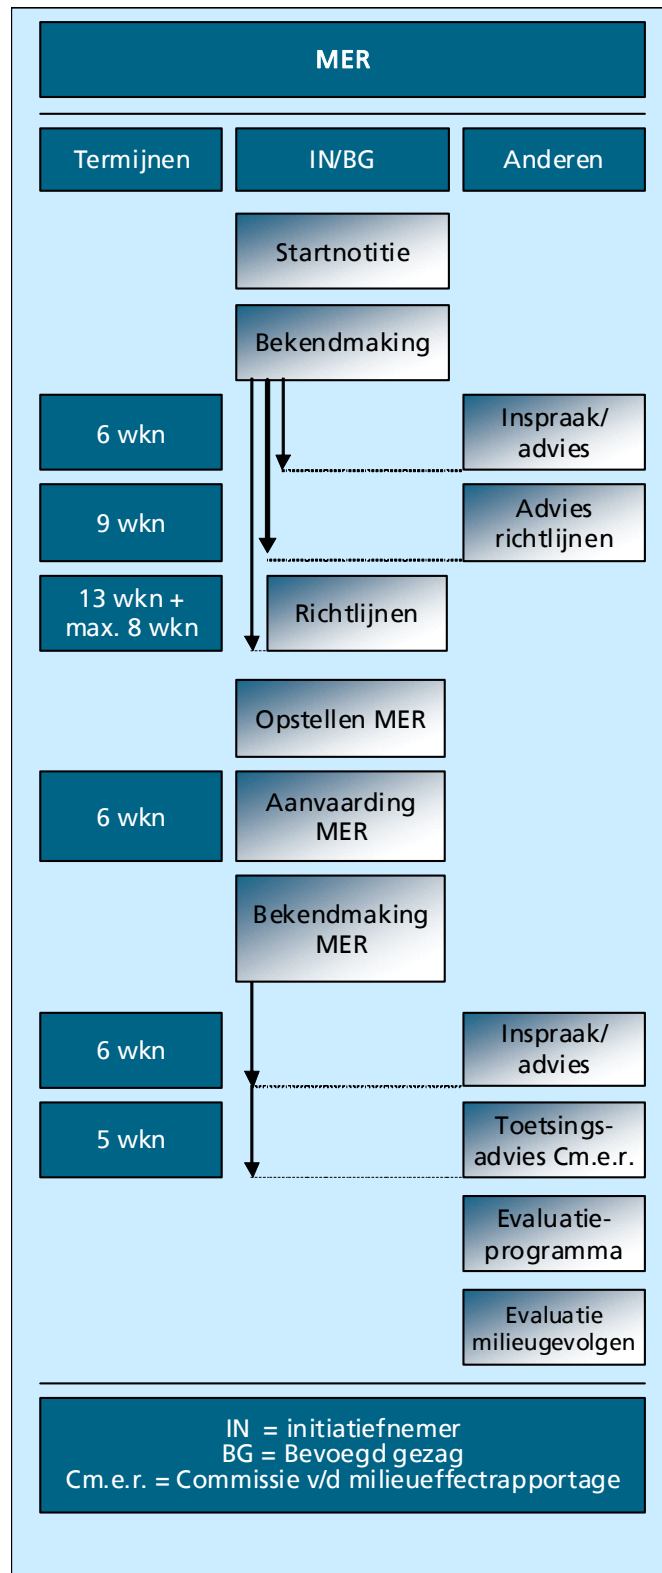 MER
Termijnen
IN/BG
Anderen
Startnotitie
Bekendmaking
6 wkn
Inspraak/
advies
9 wkn
Advies
richtlijnen
13 wkn +
max. 8 wkn
Richtlijnen
Opstellen MER
6 wkn
Aanvaarding
MER
Bekendmaking
MER
6 wkn
Inspraak/
advies
5 wkn
Toetsings-
advies Cm.e.r.
Evaluatie-
programma
Evaluatie
milieugevolgen
IN = initiatiefnemer
BG = Bevoegd gezag
Cm.e.r. = Commissie v/d milieueffectrapportage